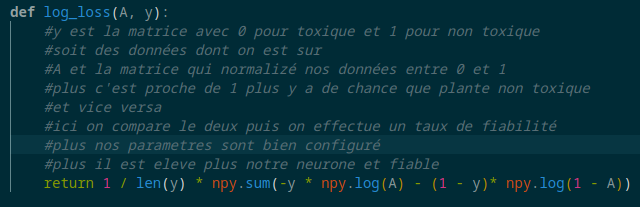 def log_loss(A, y):
#y est la matrice avec 0 pour toxique et 1 pour non toxique
#soit des données dont on est sur
#A et la matrice qui normalizé nos données entre 0 et 1
#plus c'est proche de 1 plus y a de chance que plante non toxique
#et vice versa
#ici on compare le deux puis on effectue un taux de fiabilité
#plus nos parametres sont bien configuré
#plus il est eleve plus notre neurone et fiable
return 1 / len(y) * npy.sum(-y * npy.log(A) - (1 - y)* npy.log(1 - A))